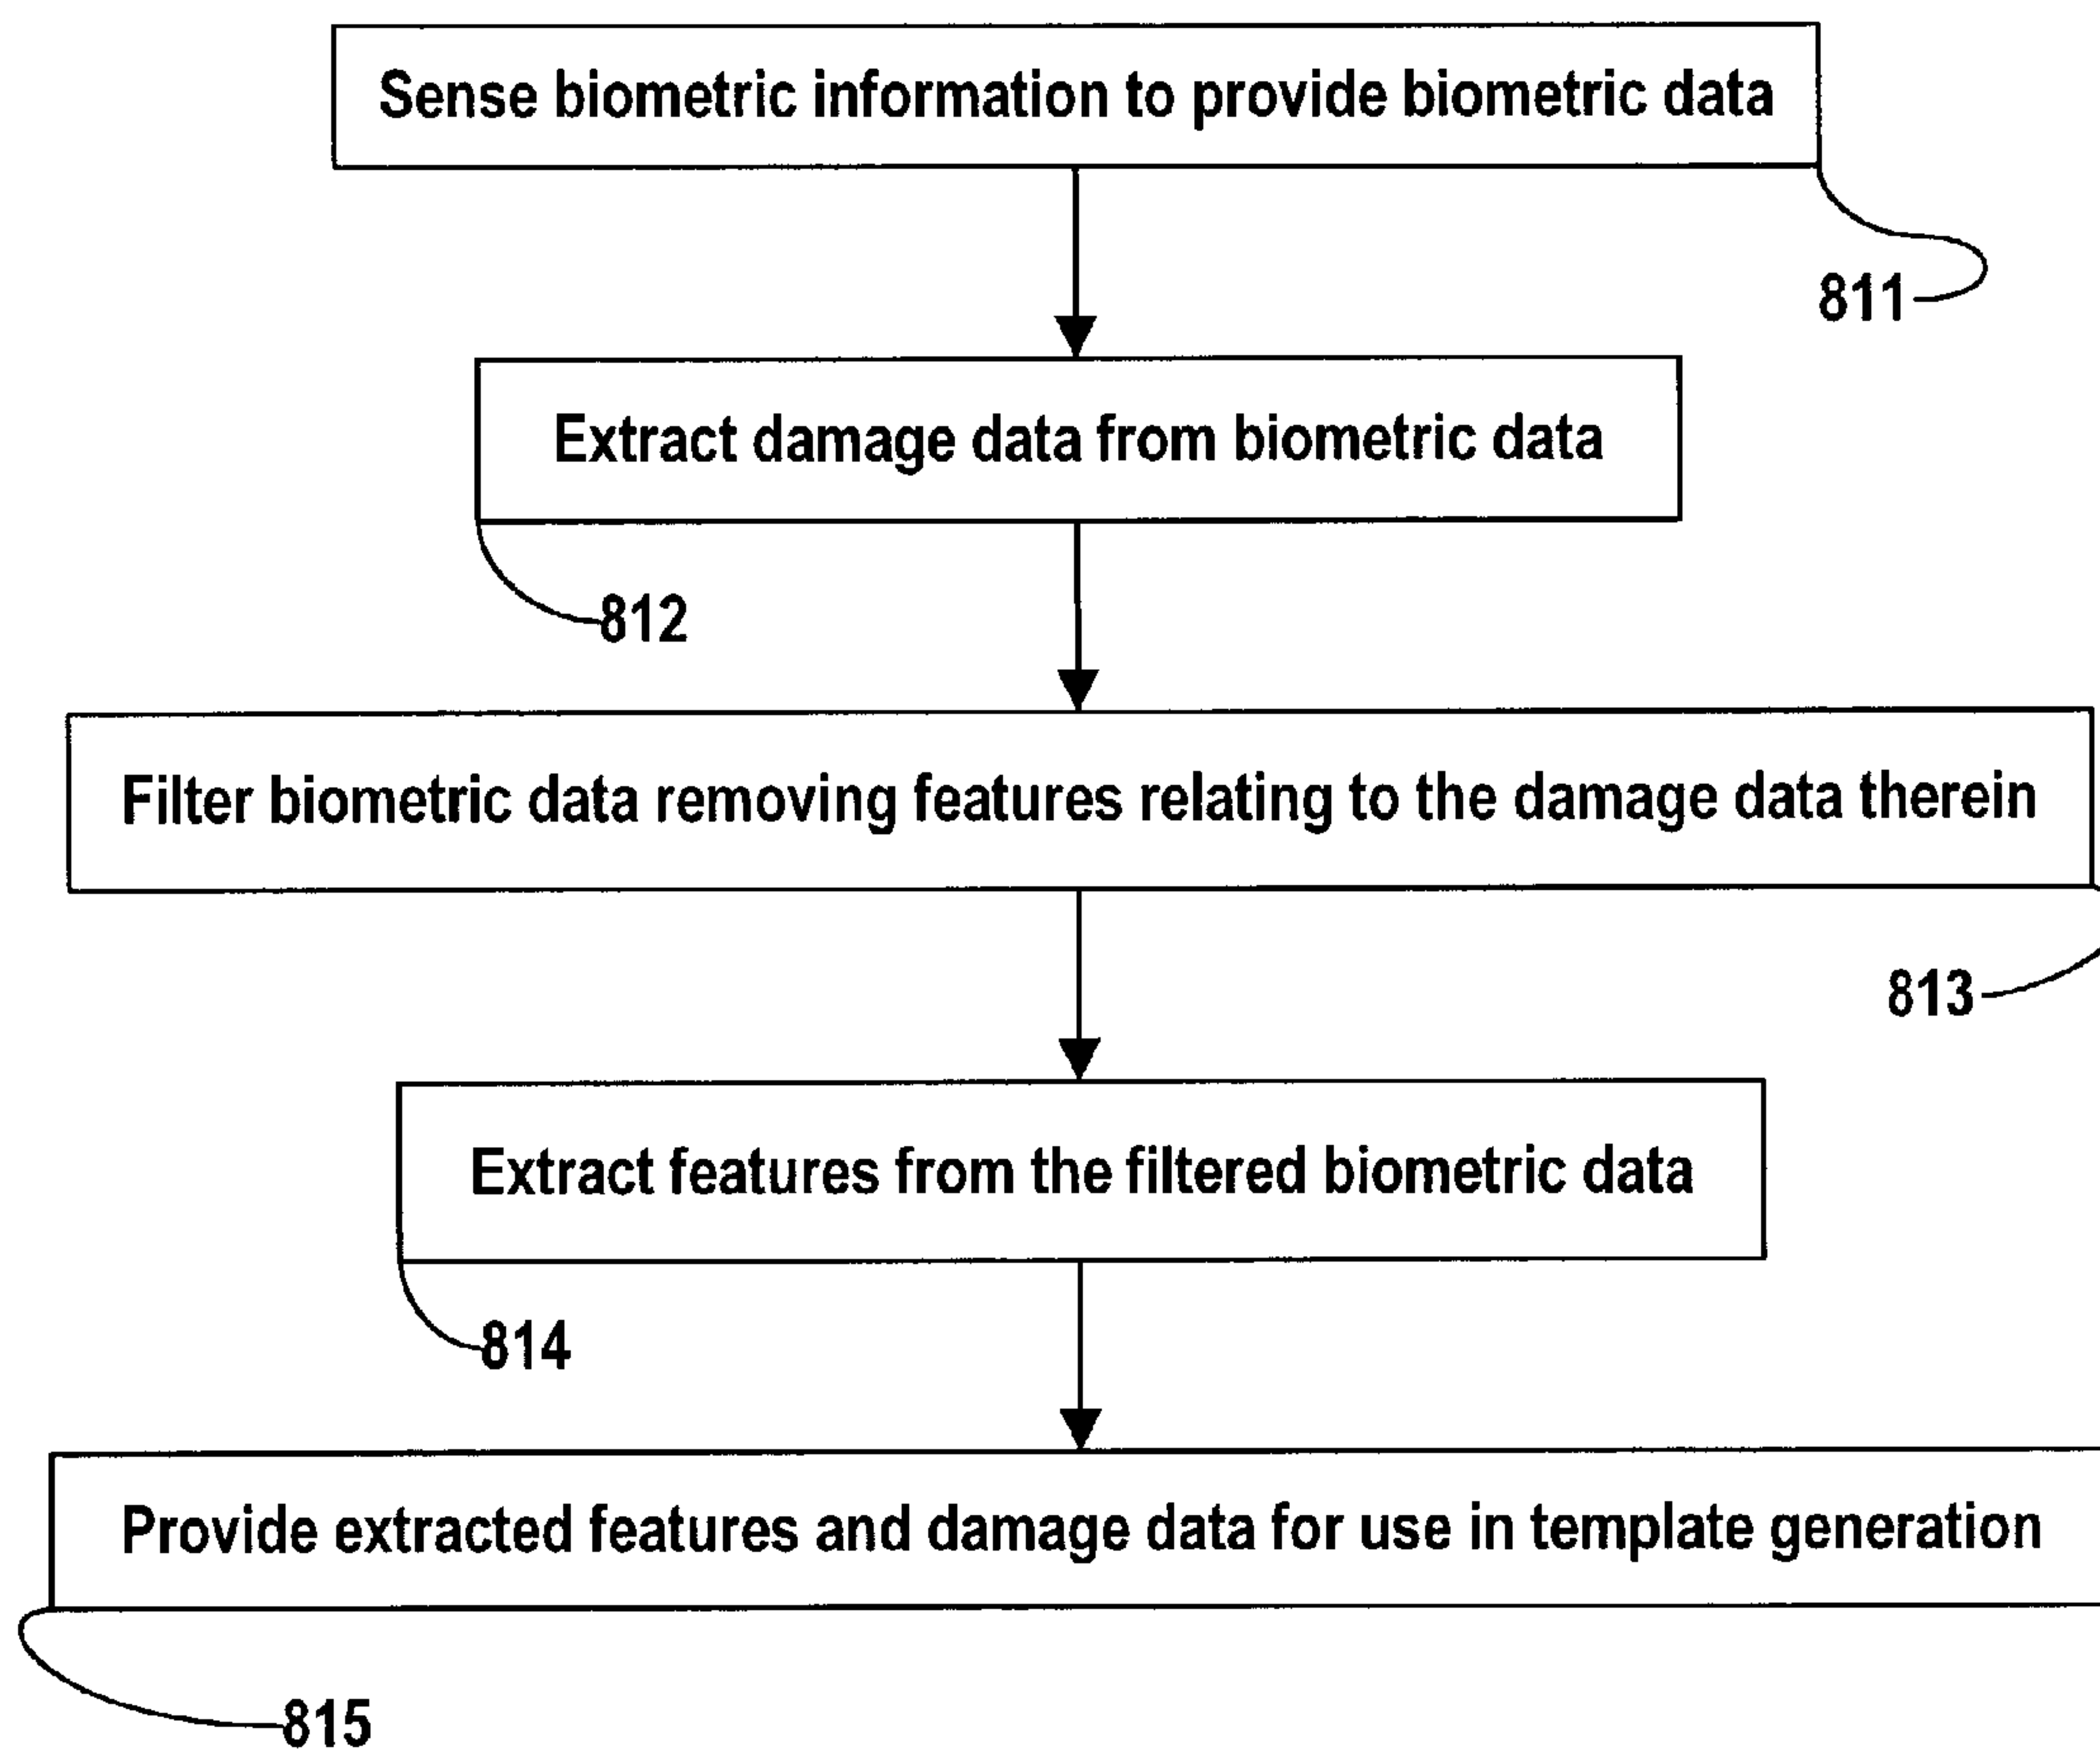 Sense biometric information to provide biometric data
811
Extract damage data from biometric data
812
Filter biometric data removing features relating to the damage data therein
813
Extract features from the filtered biometric data
814
Provide extracted features and damage data for use in template generation
815